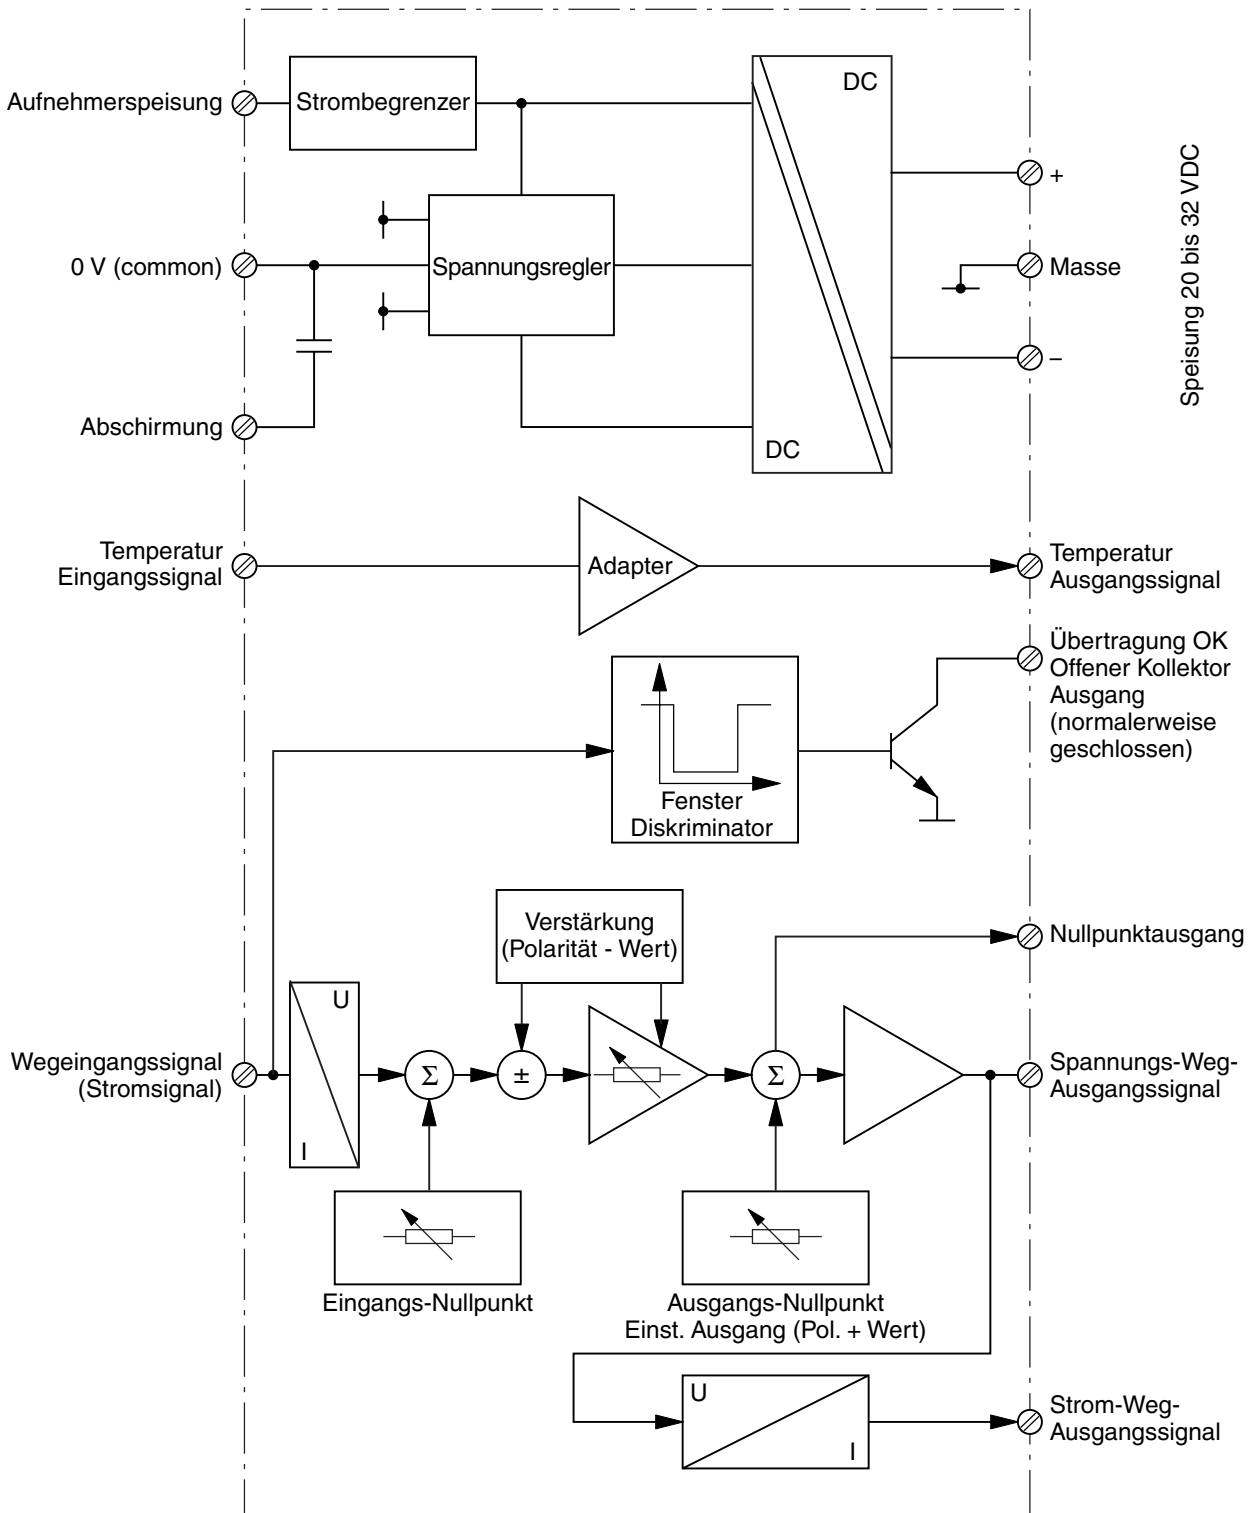 Aufnehmerspeisung
Strombegrenzer
DC
+
Speisung 20 bis 32 VDC
0 V (common)
Spannungsregler
Masse
–
Abschirmung
DC
Temperatur
Eingangssignal
Adapter
Temperatur
Ausgangssignal
Übertragung OK
Offener Kollektor
Ausgang
(normalerweise
geschlossen)
Fenster
Diskriminator
Verstärkung
(Polarität - Wert)
Nullpunktausgang
U
I
Wegeingangssignal
(Stromsignal)
Σ
±
Σ
Spannungs-Weg-
Ausgangssignal
Eingangs-Nullpunkt
Ausgangs-Nullpunkt
Einst. Ausgang (Pol. + Wert)
U
I
Strom-Weg-
Ausgangssignal